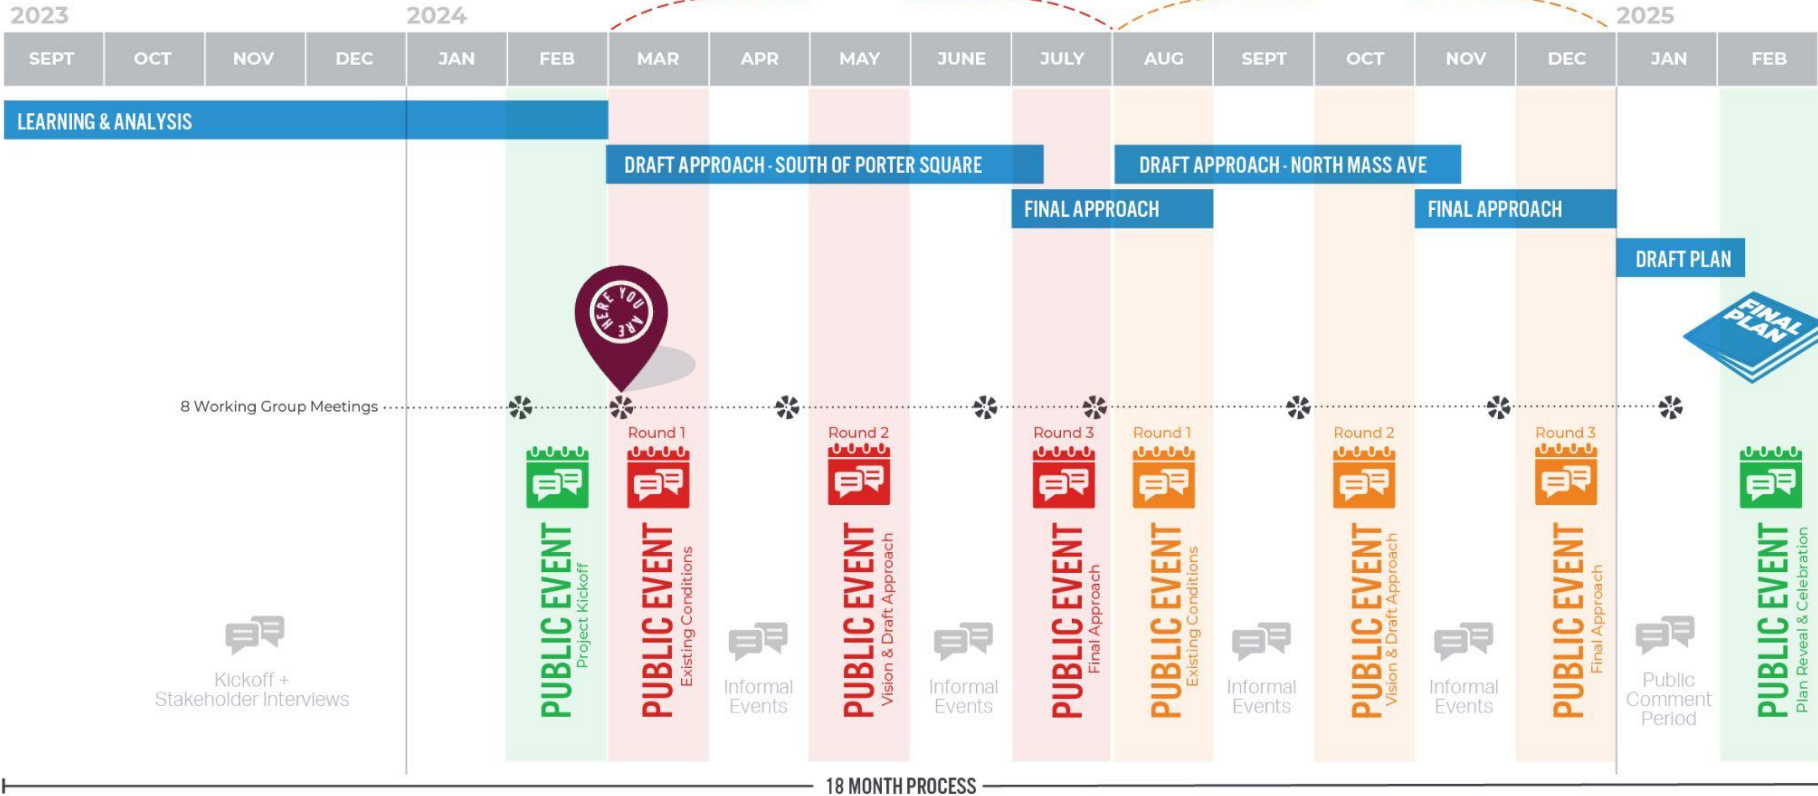 2023
2024
2025
SEPT OCT NOV DEC JAN FEB MAR APR MAY JUNE JULY AUG SEPT OCT NOV DEC JAN FEB
LEARNING & ANALYSIS
DRAFT APPROACH - SOUTH OF PORTER SQUARE
DRAFT APPROACH - NORTH MASS AVE
FINAL APPROACH
FINAL APPROACH
DRAFT PLAN
YOU ARE HERE
FINAL
PLAN
8 Working Group Meetings
Round 1
Round 2
Round 3
Round 1
Round 2
Round 3
Kickoff +
Stakeholder Interviews
PUBLIC EVENT
Project Kickoff
PUBLIC EVENT
Existing Conditions
Informal
Events
PUBLIC EVENT
Vision & Draft Approach
Informal
Events
PUBLIC EVENT
Final Approach
PUBLIC EVENT
Existing Conditions
Informal
Events
PUBLIC EVENT
Vision & Draft Approach
Informal
Events
PUBLIC EVENT
Final Approach
Public
Comment
Period
PUBLIC EVENT
Plan Reveal & Celebration
18 MONTH PROCESS